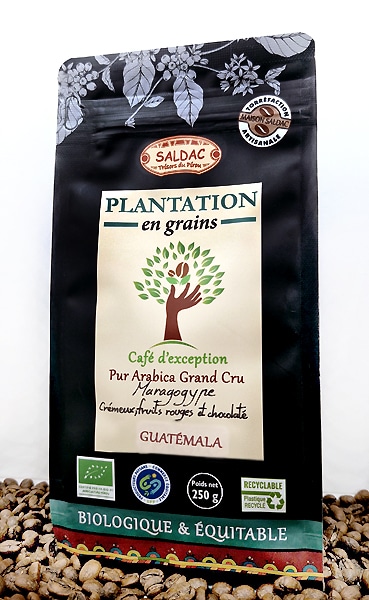 TORRÉFACTION
MAISON SALDAC
ARTISANALE
SALDAC
Trésors du Pérou
PLANTATION
en grains
Café d'exception
Pur Arabica Grand Cru
Maragogype
Crémeux, fruits rouges et chocolaté
GUATÉMALA
Poids net
250 g
RECYCLABLE
Plastique
RECYCLÉ
BIOLOGIQUE & ÉQUITABLE